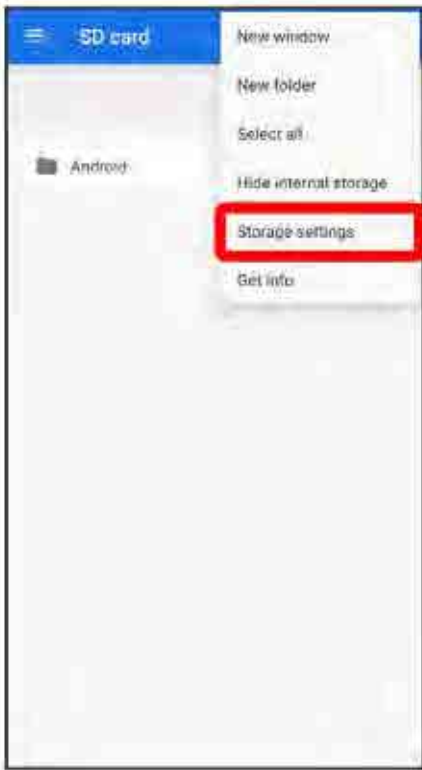 SD card
New window
New folder
Select all
Android
Hide internal storage
Storage settings
Get info